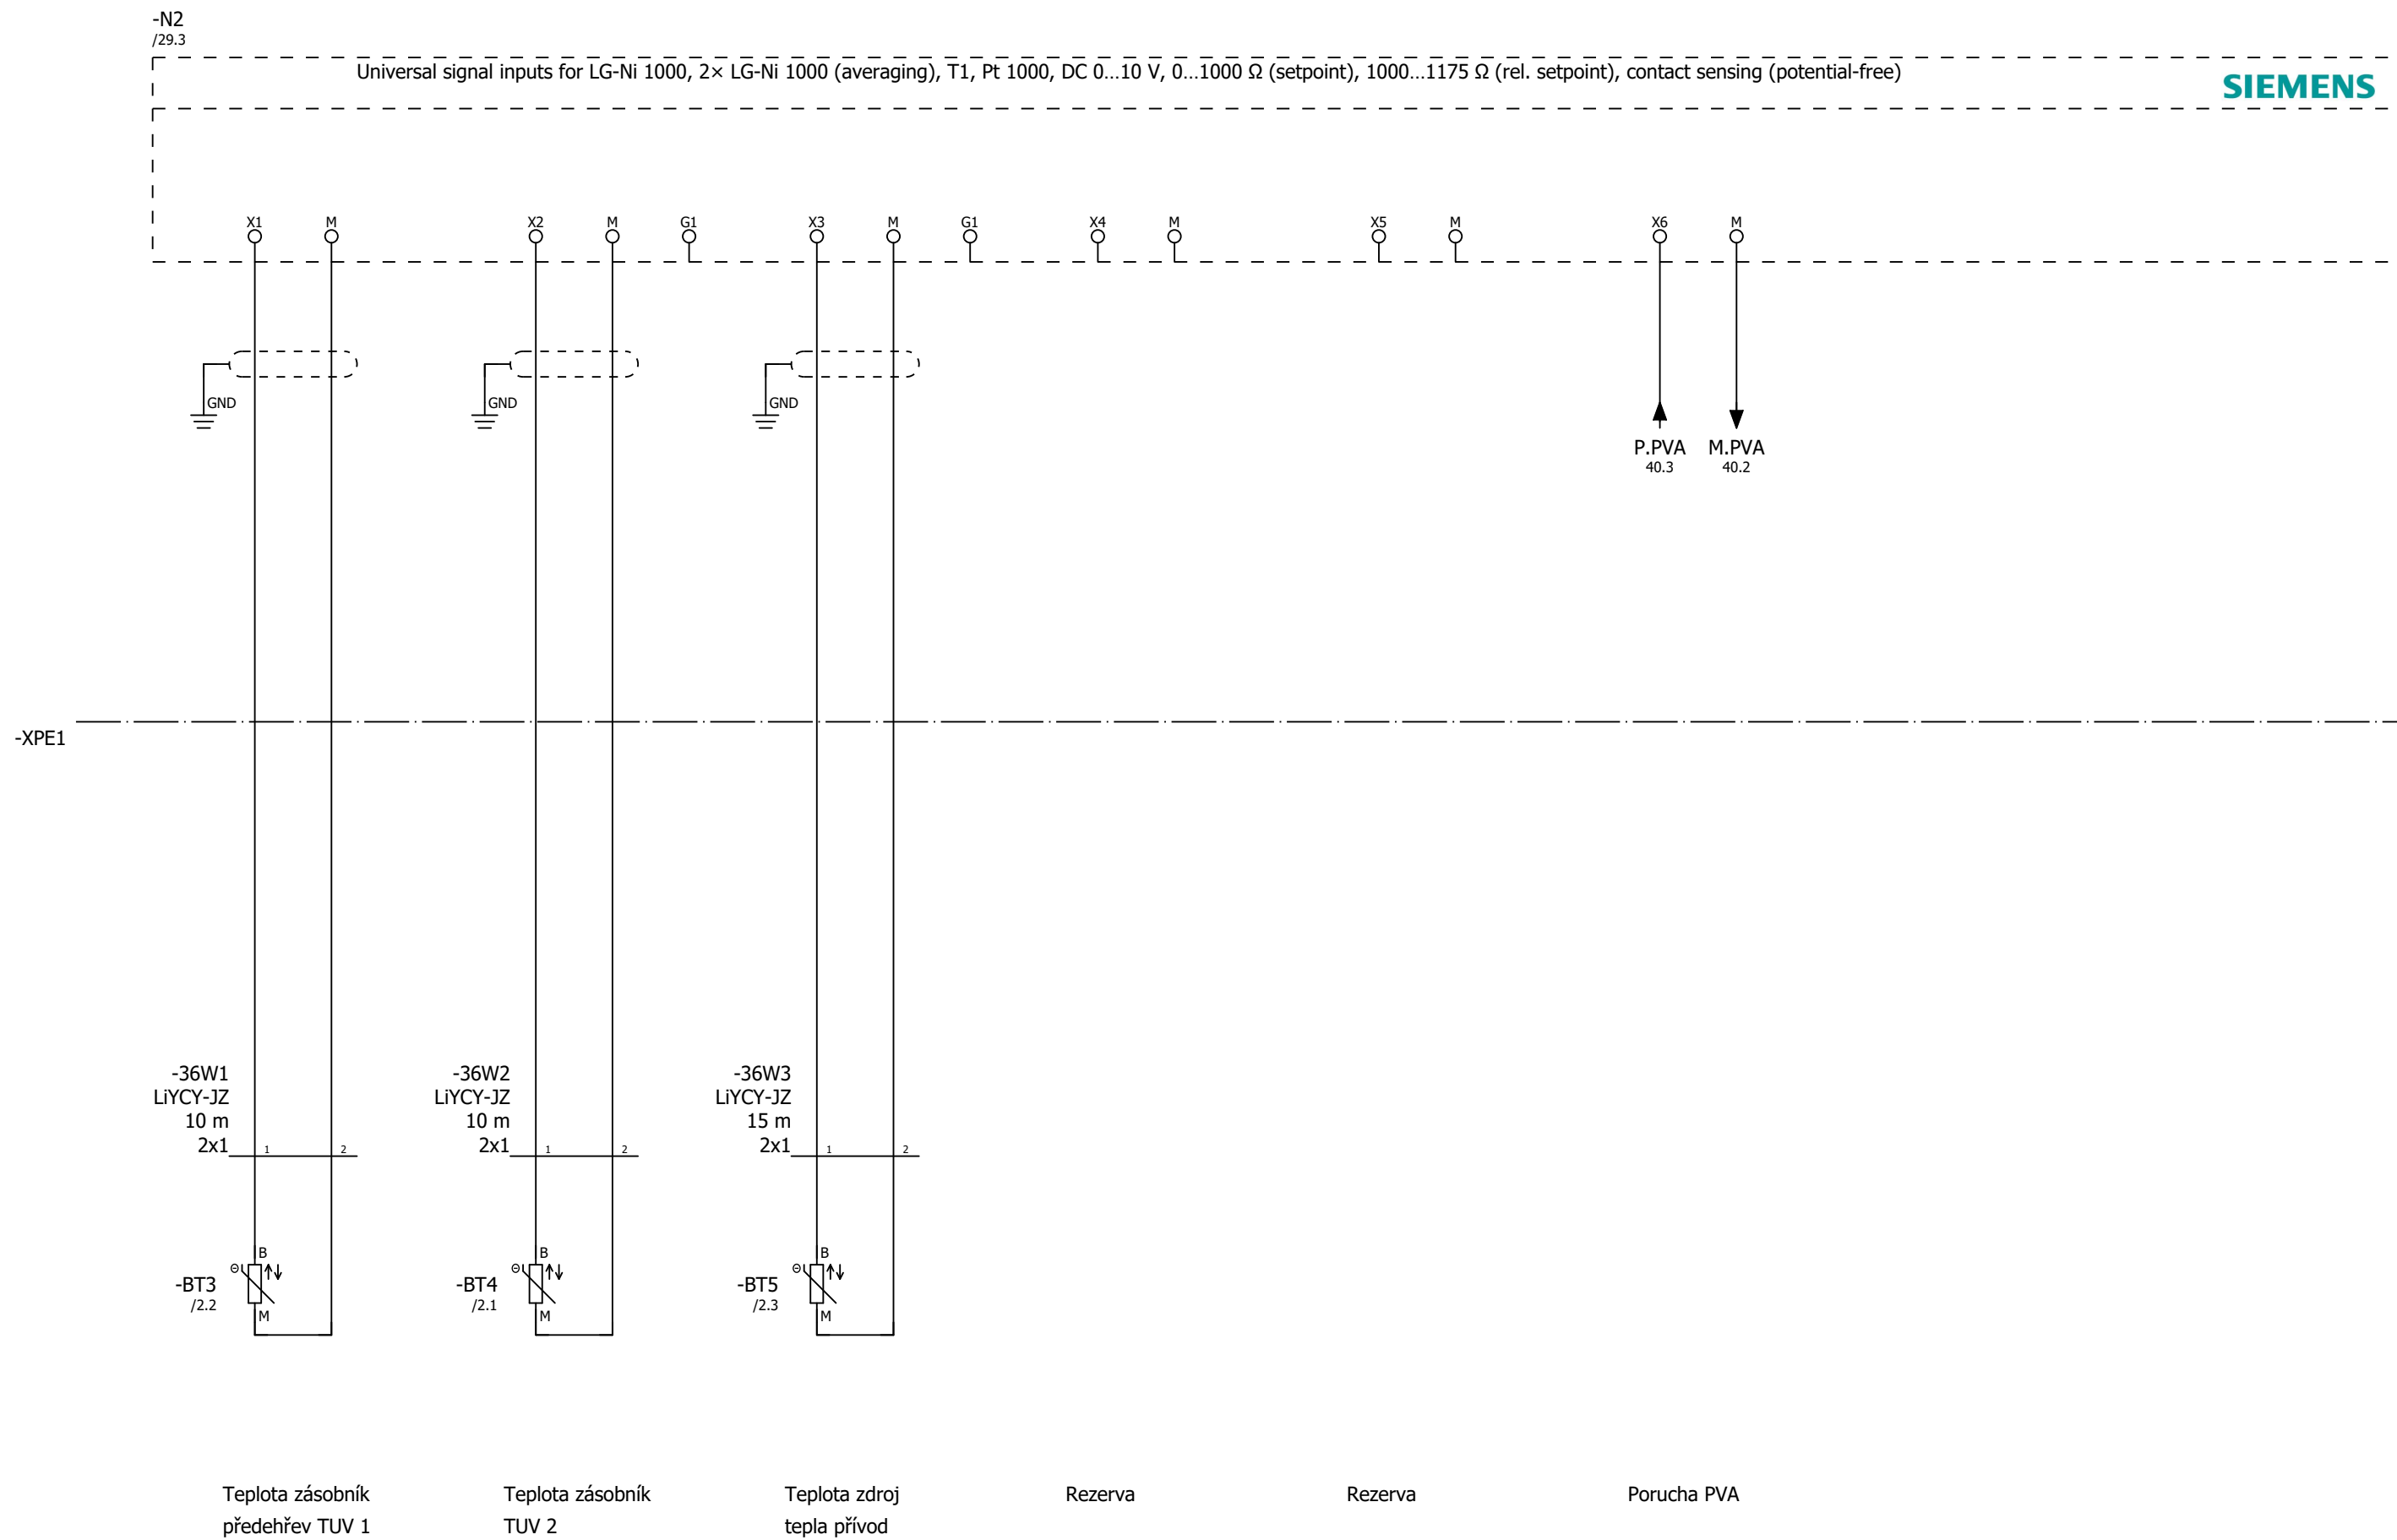 -N2
/29.3
Universal signal inputs for LG-Ni 1000, 2× LG-Ni 1000 (averaging), T1, Pt 1000, DC 0...10 V, 0...1000 Ω (setpoint), 1000...1175 Ω (rel. setpoint), contact sensing (potential-free)
SIEMENS
X1 M X2 M G1 X3 M G1 X4 M X5 M X6 M
GND GND GND
P.PVA M.PVA
40.3 40.2
-XPE1
-36W1 -36W2 -36W3
LiYCY-JZ LiYCY-JZ LiYCY-JZ
10 m 10 m 15 m
2x1 1 2 2x1 1 2 2x1 1 2
B B B
Θ Θ Θ
-BT3 -BT4 -BT5
/2.2 /2.1 /2.3
M M M
Teplota zásobník Teplota zásobník Teplota zdroj Rezerva Rezerva Porucha PVA
předehřev TUV 1 TUV 2 tepla přívod